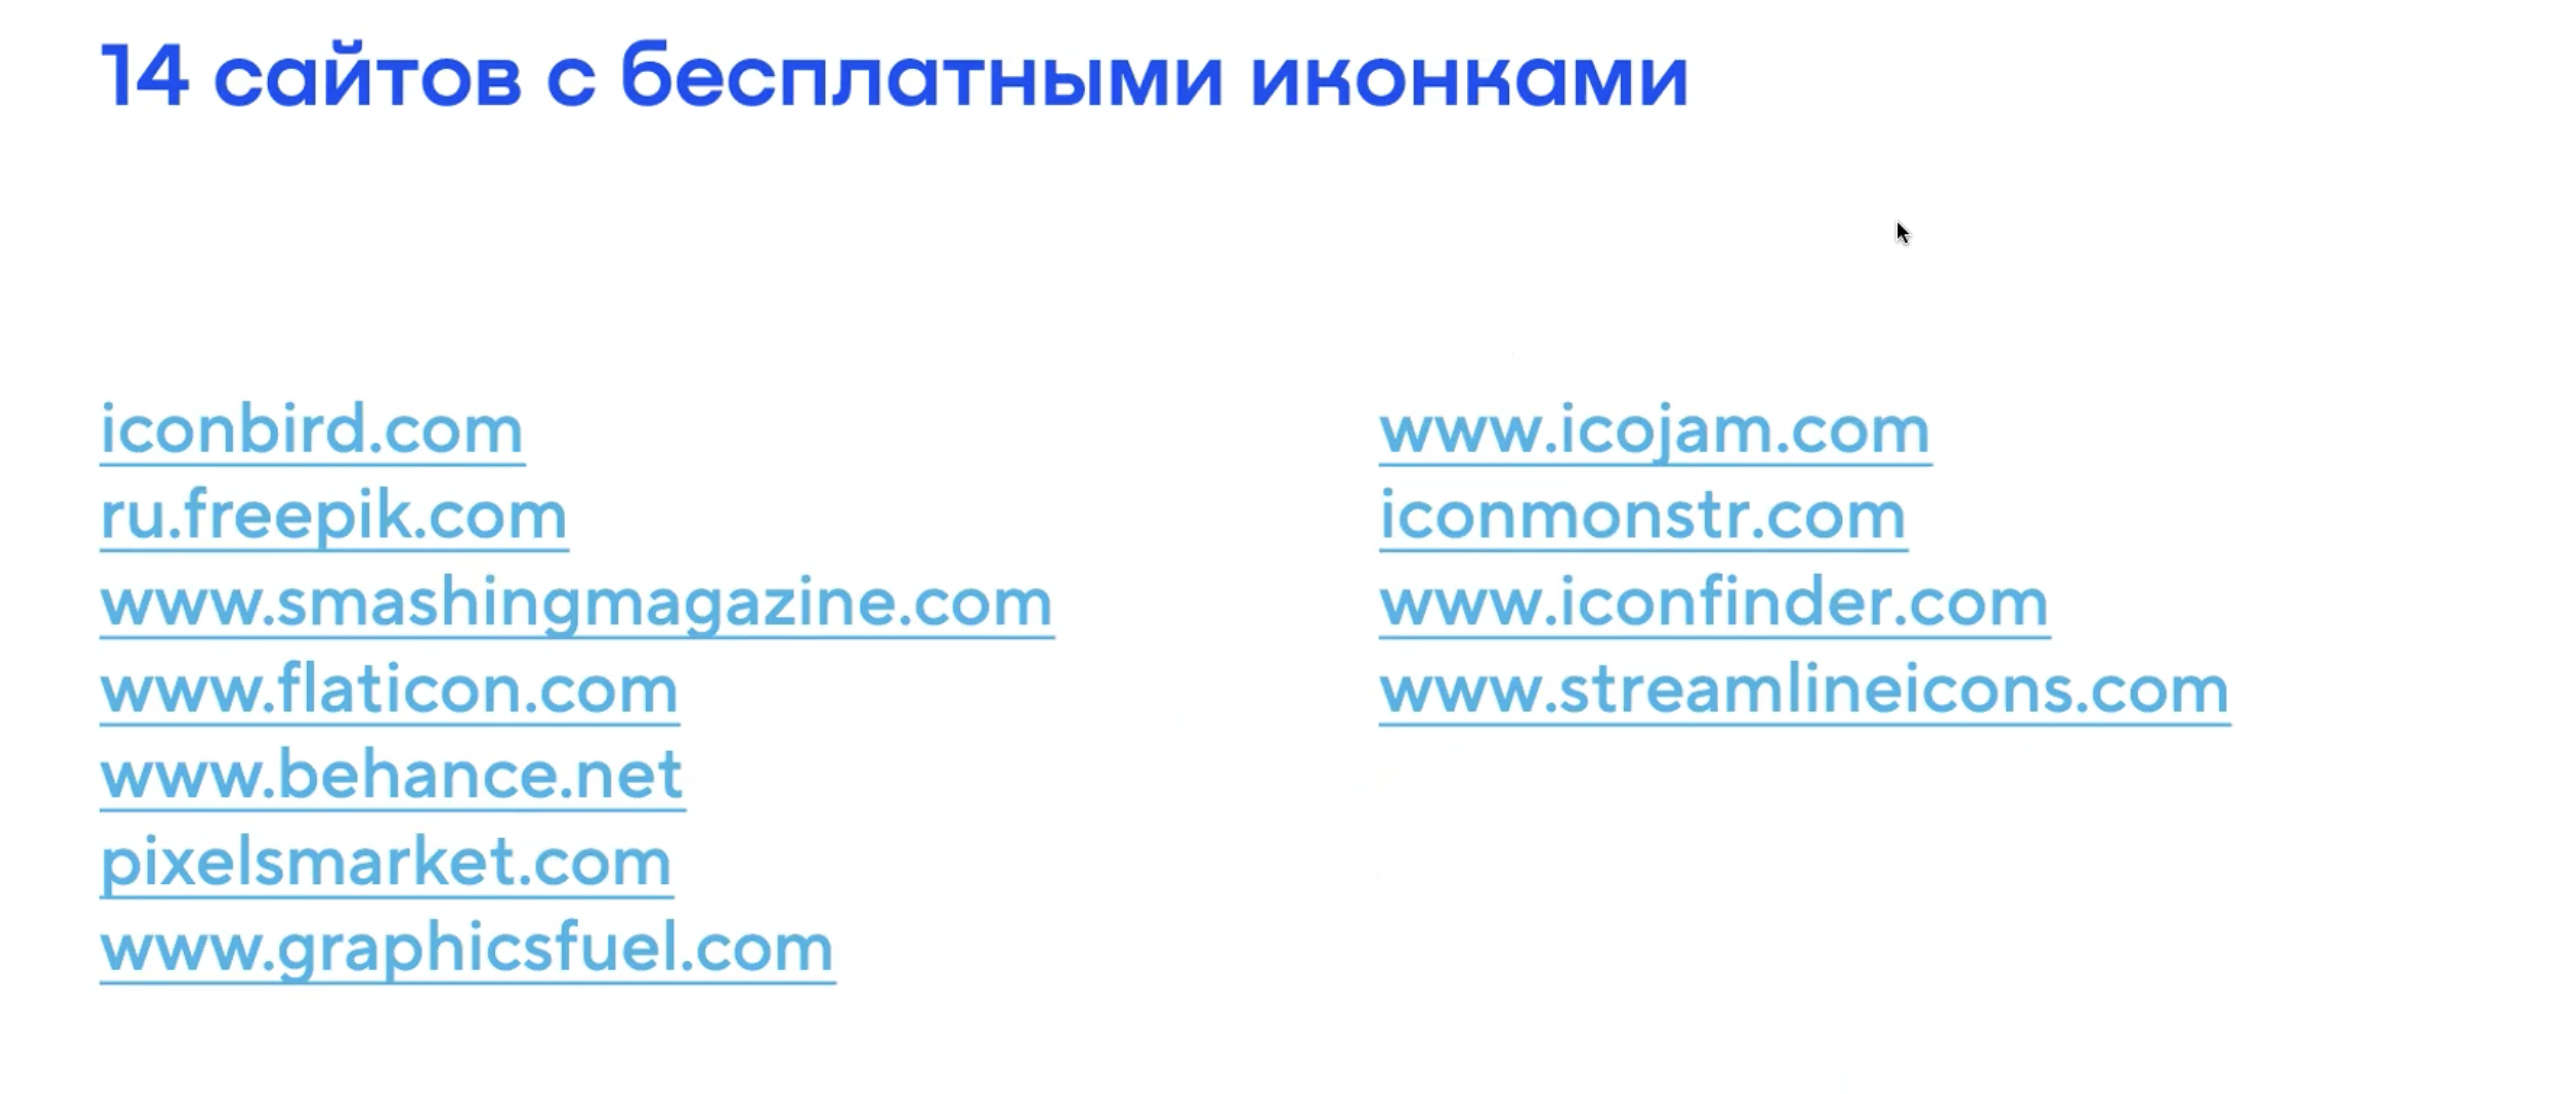 14 сайтов с бесплатными иконками
iconbird.com
ru.freepik.com
www.smashingmagazine.com
www.flaticon.com
www.behance.net
pixelsmarket.com
www.graphicsfuel.com
www.icojam.com
iconmonstr.com
www.iconfinder.com
www.streamlineicons.com